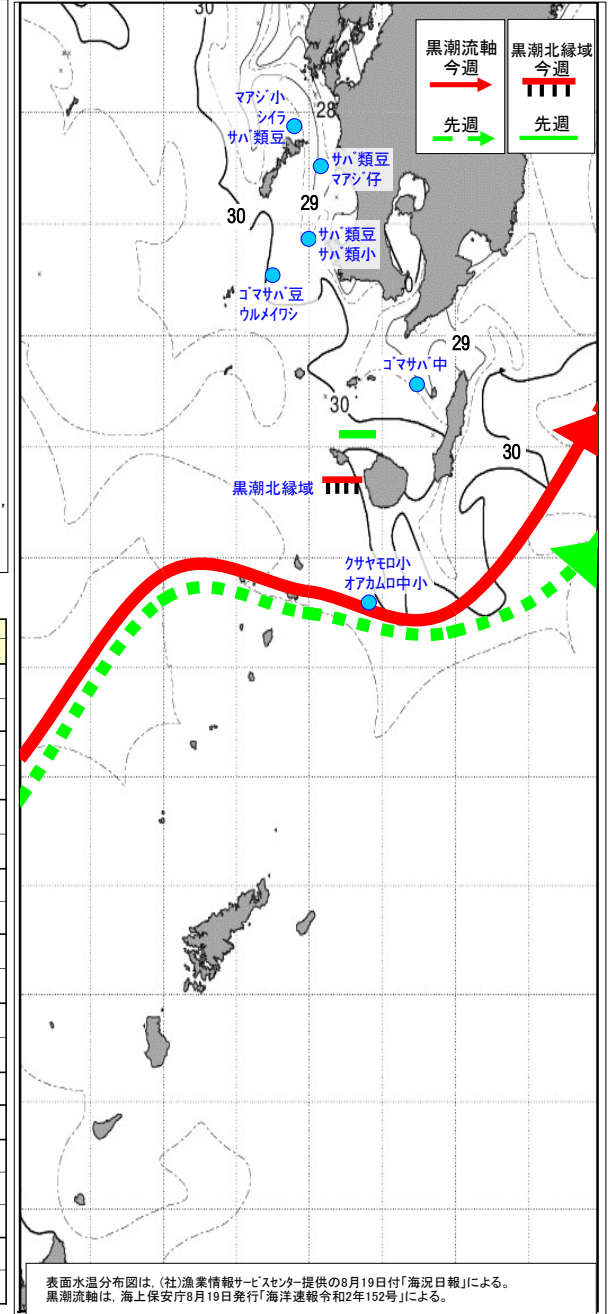 30
黒潮流軸
今週
先週
黒潮北縁域
今週
先週
マアジ小
シイラ
サバ類豆
28
サバ類豆
マアジ仔
30
29
サバ類豆
サバ類小
0
ゴマサバ豆
ウルメイワシ
29
ゴマサバ中
30
30
黒潮北縁域
クサヤモロ小
オアカムロ中小
表面水温分布図は、(社)漁業情報サービスセンター提供の8月19日付「海況日報」による。
黒潮流軸は、海上保安庁8月19日発行「海洋速報令和2年152号」による。